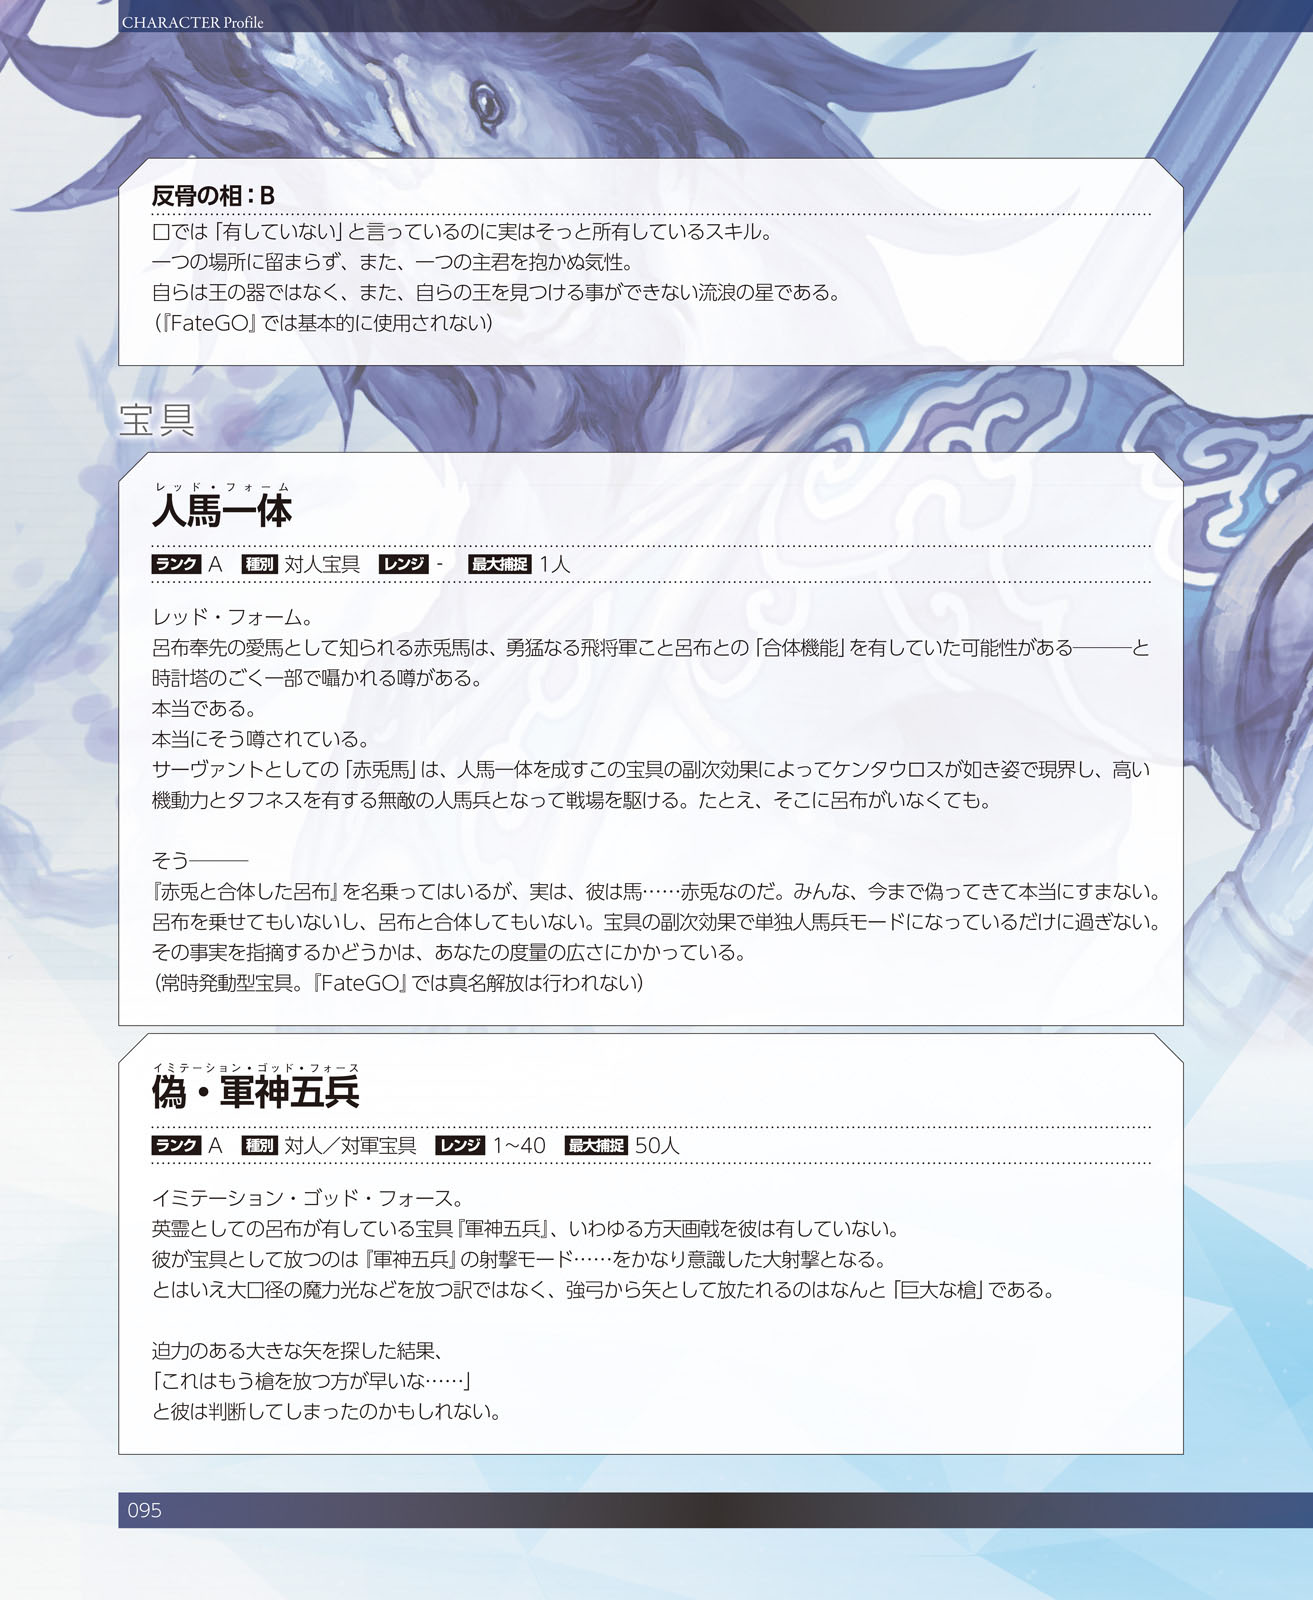 CHARACTER Profile
反骨の相：B
口では「有していない」と言っているのに実はそっと所有しているスキル。
一つの場所に留まらず、また、一つの主君を抱かぬ気性。
自らは王の器ではなく、また、自らの王を見つける事ができない流浪の星である。
（『FateGO』では基本的に使用されない）
宝具
レッド・フォーム
人馬一体
ランク A 種別 対人宝具 レンジ - 最大捕捉 1人
レッド・フォーム。
呂布奉先の愛馬として知られる赤兎馬は、勇猛なる飛将軍こと呂布との「合体機能」を有していた可能性がある———と
時計塔のごく一部で囁かれる噂がある。
本当である。
本当にそう噂されている。
サーヴァントとしての「赤兎馬」は、人馬一体を成すこの宝具の副次効果によってケンタウロスが如き姿で現界し、高い
機動力とタフネスを有する無敵の人馬兵となって戦場を駆ける。たとえ、そこに呂布がいなくても。
そう———
『赤兎と合体した呂布』を名乗ってはいるが、実は、彼は馬……赤兎なのだ。みんな、今まで偽ってきて本当にすまない。
呂布を乗せてもいないし、呂布と合体してもいない。宝具の副次効果で単独人馬兵モードになっているだけに過ぎない。
その事実を指摘するかどうかは、あなたの度量の広さにかかっている。
（常時発動型宝具。『FateGO』では真名解放は行われない）
イミテーション・ゴッド・フォース
偽・軍神五兵
ランク A 種別 対人／対軍宝具 レンジ 1～40 最大捕捉 50人
イミテーション・ゴッド・フォース。
英霊としての呂布が有している宝具『軍神五兵』、いわゆる方天画戟を彼は有していない。
彼が宝具として放つのは『軍神五兵』の射撃モード……をかなり意識した大射撃となる。
とはいえ大口径の魔力光などを放つ訳ではなく、強弓から矢として放たれるのはなんと「巨大な槍」である。
迫力のある大きな矢を探した結果、
「これはもう槍を放つ方が早いな……」
と彼は判断してしまったのかもしれない。
095